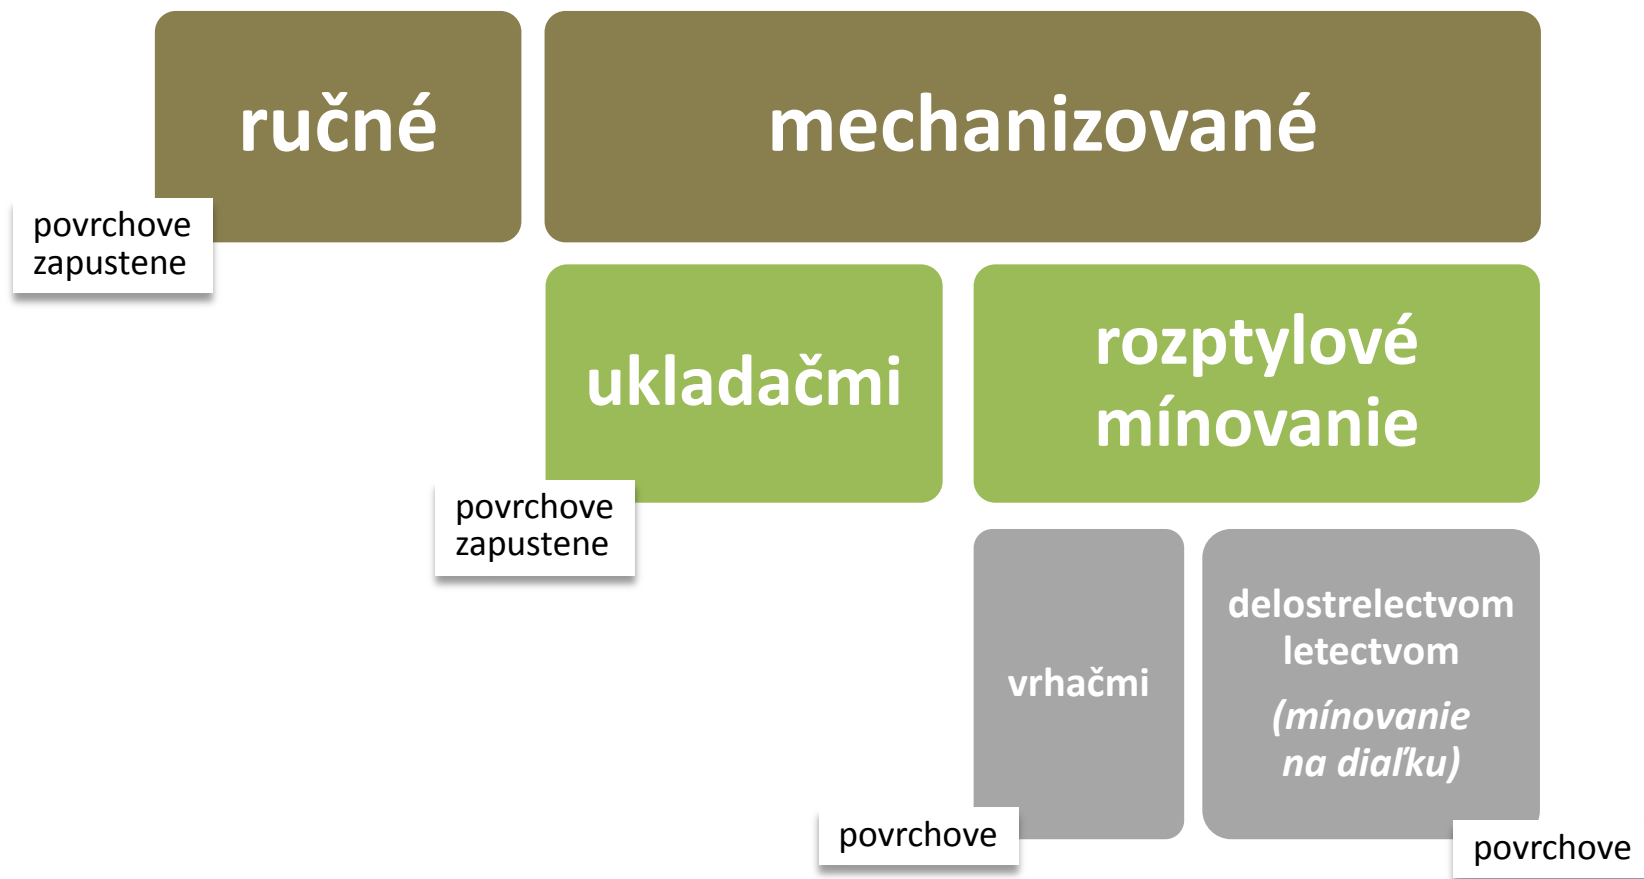 ručné
mechanizované
povrchove
zapustene
ukladačmi
rozptylové
mínovanie
povrchove
zapustene
vrhačmi
delostrelectvom
letectvom
(mínovanie
na diaľku)
povrchove
povrchove